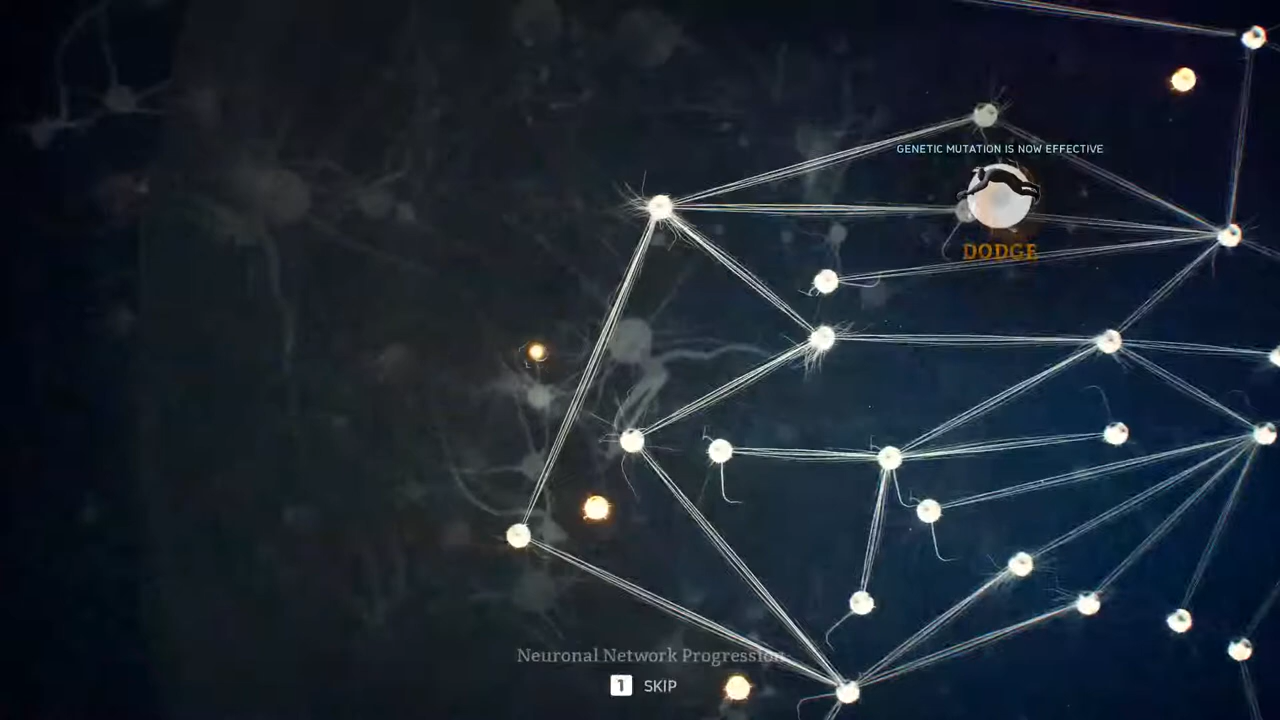 GENETIC MUTATION IS NOW EFFECTIVE
DODGE
Neuronal Network Progression
1 SKIP